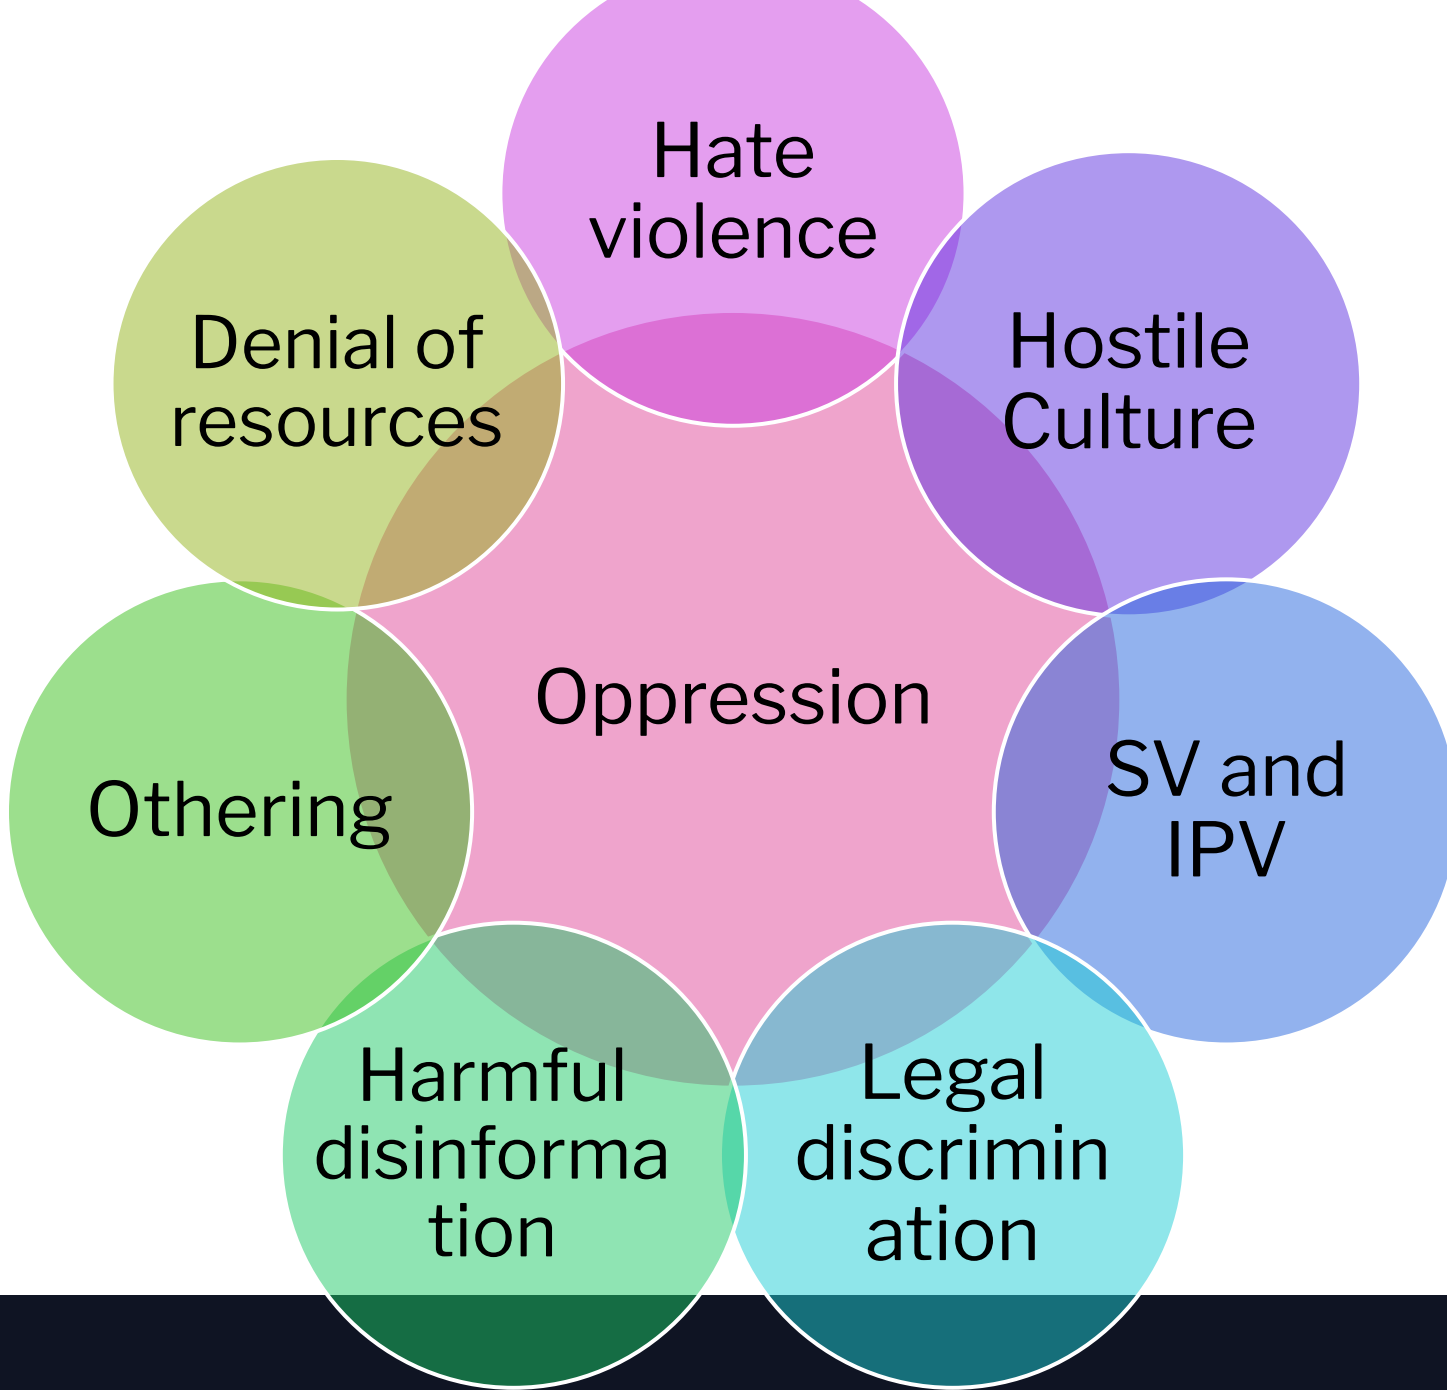 Hate
violence
Hostile
Culture
SV and
IPV
Legal
discrimin
ation
Harmful
disinforma
tion
Othering
Denial of
resources
Oppression